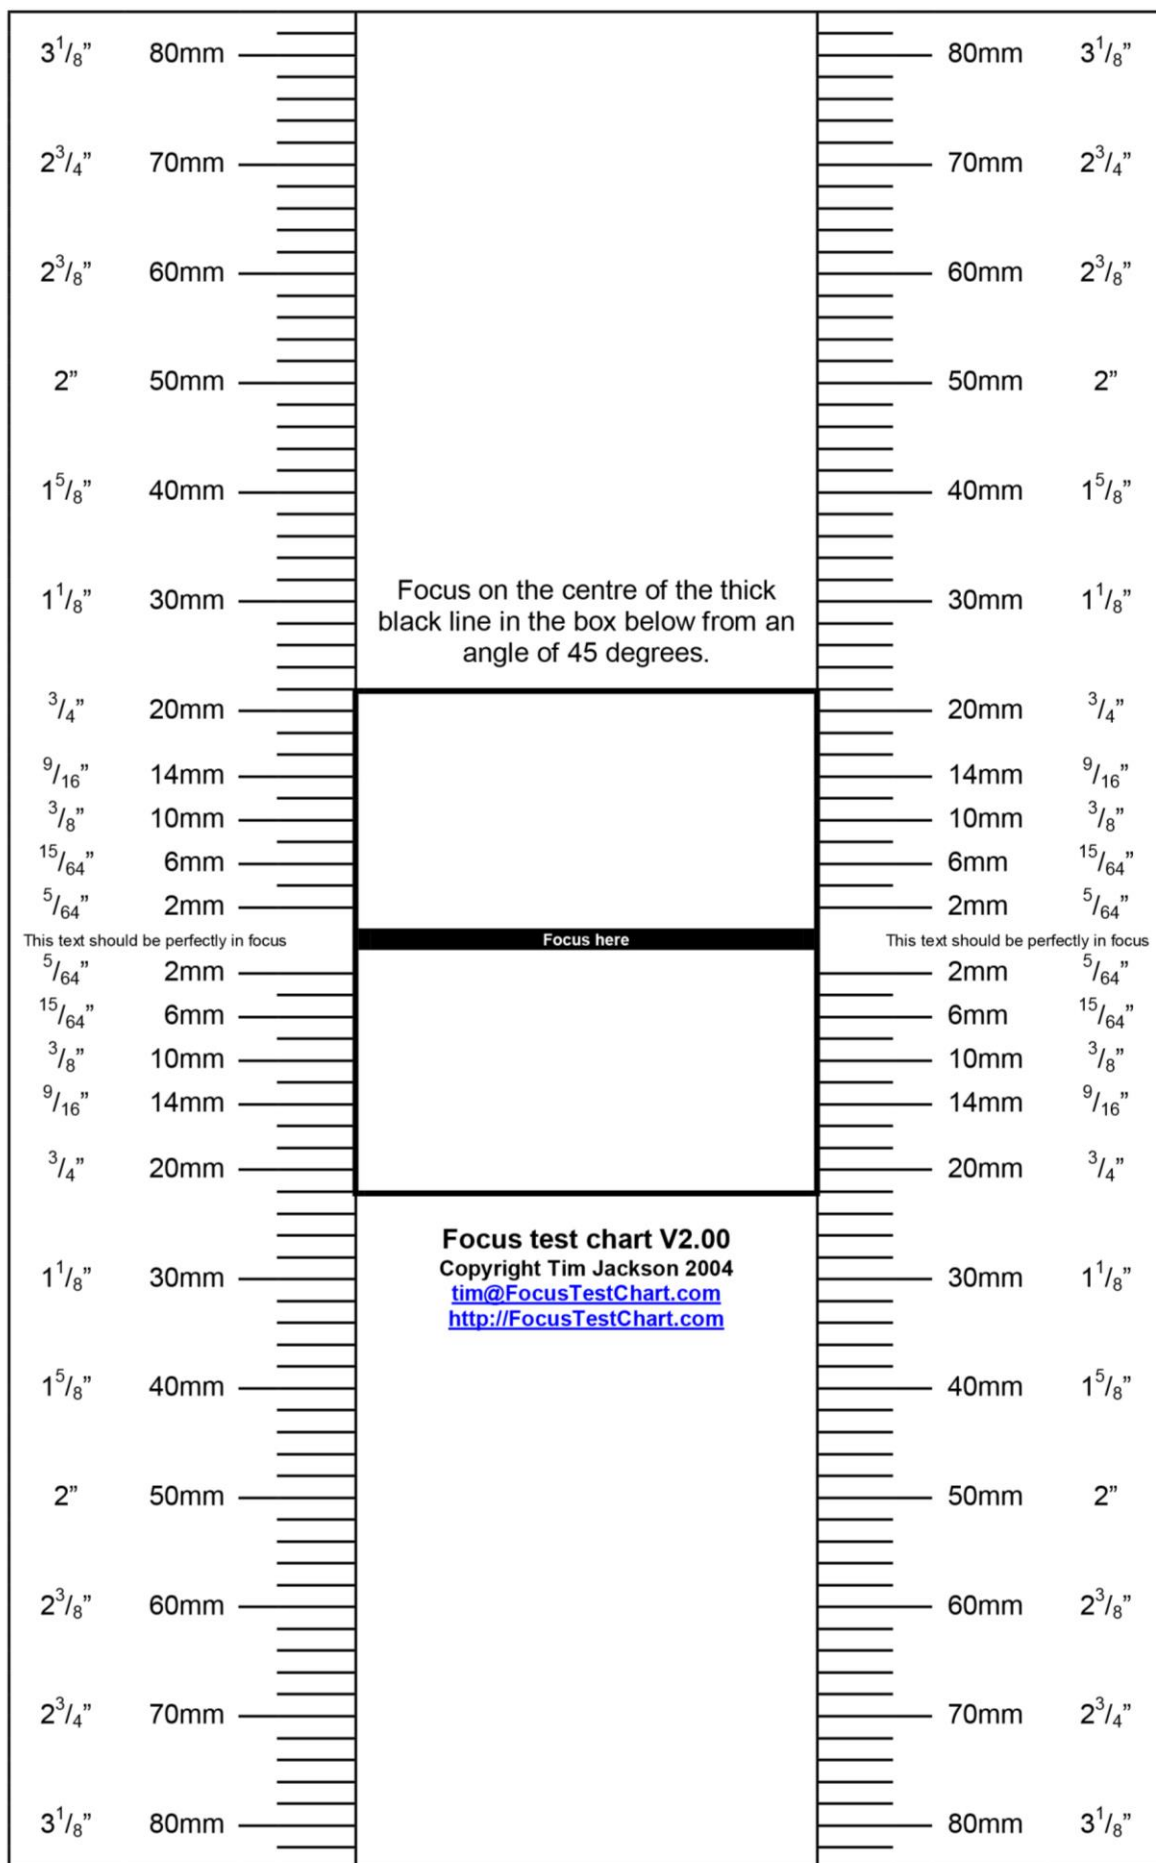 3 1/8” 80mm 80mm 3 1/8”
2 3/4” 70mm 70mm 2 3/4”
2 3/8” 60mm 60mm 2 3/8”
2” 50mm 50mm 2”
1 5/8” 40mm 40mm 1 5/8”
1 1/8” 30mm 30mm 1 1/8”
Focus on the centre of the thick
black line in the box below from an
angle of 45 degrees.
3/4” 20mm 20mm 3/4”
9/16” 14mm 14mm 9/16”
3/8” 10mm 10mm 3/8”
15/64” 6mm 6mm 15/64”
5/64” 2mm 2mm 5/64”
This text should be perfectly in focus Focus here This text should be perfectly in focus
5/64” 2mm 2mm 5/64”
15/64” 6mm 6mm 15/64”
3/8” 10mm 10mm 3/8”
9/16” 14mm 14mm 9/16”
3/4” 20mm 20mm 3/4”
Focus test chart V2.00
Copyright Tim Jackson 2004
tim@FocusTestChart.com
http://FocusTestChart.com
1 1/8” 30mm 30mm 1 1/8”
1 5/8” 40mm 40mm 1 5/8”
2” 50mm 50mm 2”
2 3/8” 60mm 60mm 2 3/8”
2 3/4” 70mm 70mm 2 3/4”
3 1/8” 80mm 80mm 3 1/8”